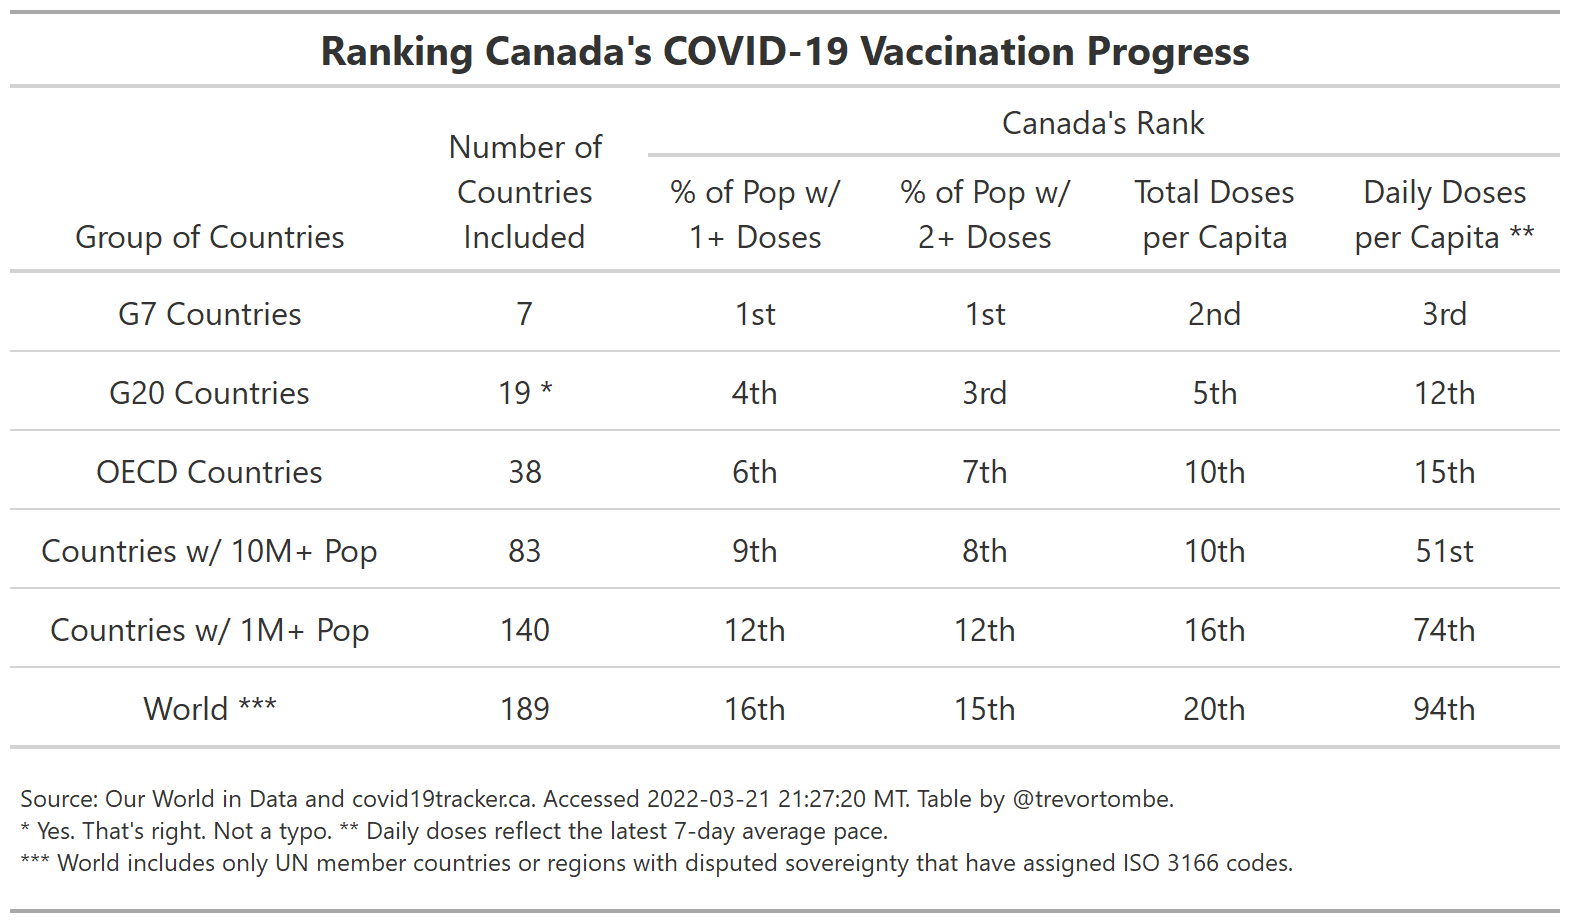 Ranking Canada's COVID-19 Vaccination Progress
Canada's Rank
Number of
Countries
Included
Group of Countries
% of Pop w/
1+ Doses
% of Pop w/
2+ Doses
Total Doses
per Capita
Daily Doses
per Capita **
G7 Countries 7 1st 1st 2nd 3rd
G20 Countries 19 * 4th 3rd 5th 12th
OECD Countries 38 6th 7th 10th 15th
Countries w/ 10M+ Pop 83 9th 8th 10th 51st
Countries w/ 1M+ Pop 140 12th 12th 16th 74th
World *** 189 16th 15th 20th 94th
Source: Our World in Data and covid19tracker.ca. Accessed 2022-03-21 21:27:20 MT. Table by @trevortombe.
* Yes. That's right. Not a typo. ** Daily doses reflect the latest 7-day average pace.
*** World includes only UN member countries or regions with disputed sovereignty that have assigned ISO 3166 codes.